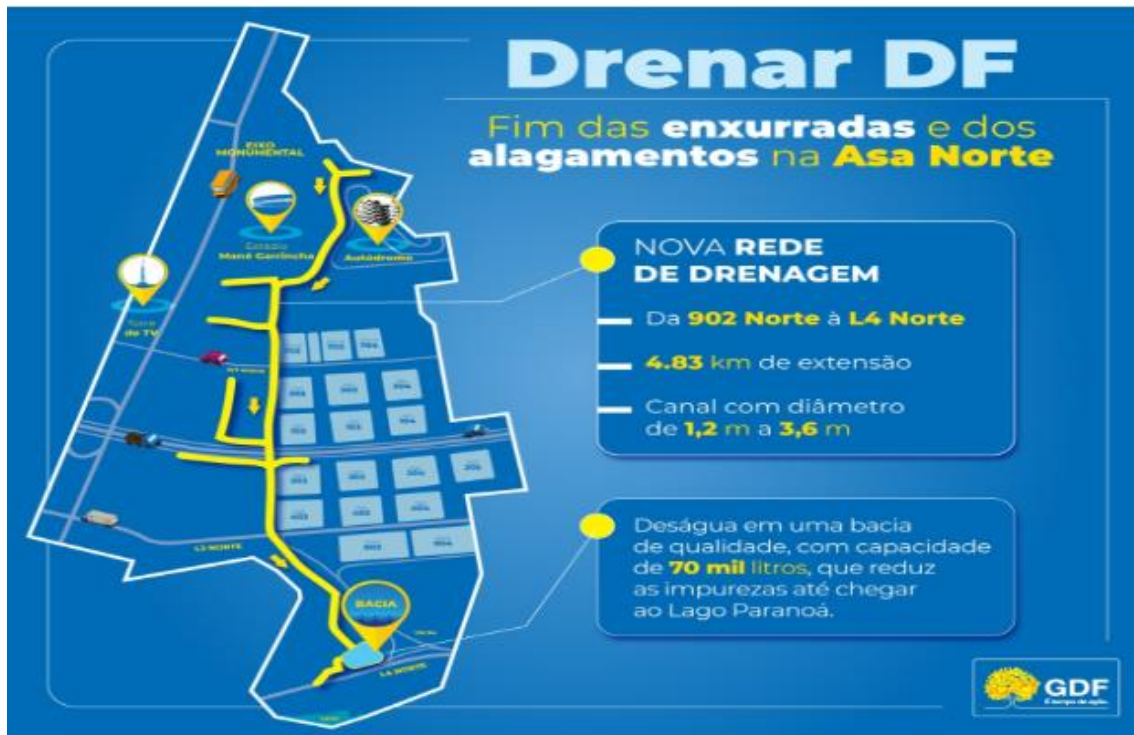 Drenar DF
Fim das enxurradas e dos
alagamentos na Asa Norte
EIXO
MONUMENTAL
Estádio
Mané Garrincha
Autódromo
Torre
de TV
NOVA REDE
DE DRENAGEM
Da 902 Norte à L4 Norte
4.83 km de extensão
Canal com diâmetro
de 1,2 m a 3,6 m
L2 NORTE
BACIA
L4 NORTE
Deságua em uma bacia
de qualidade, com capacidade
de 70 mil litros, que reduz
as impurezas até chegar
ao Lago Paranoá.
GDF
É tempo de ação.